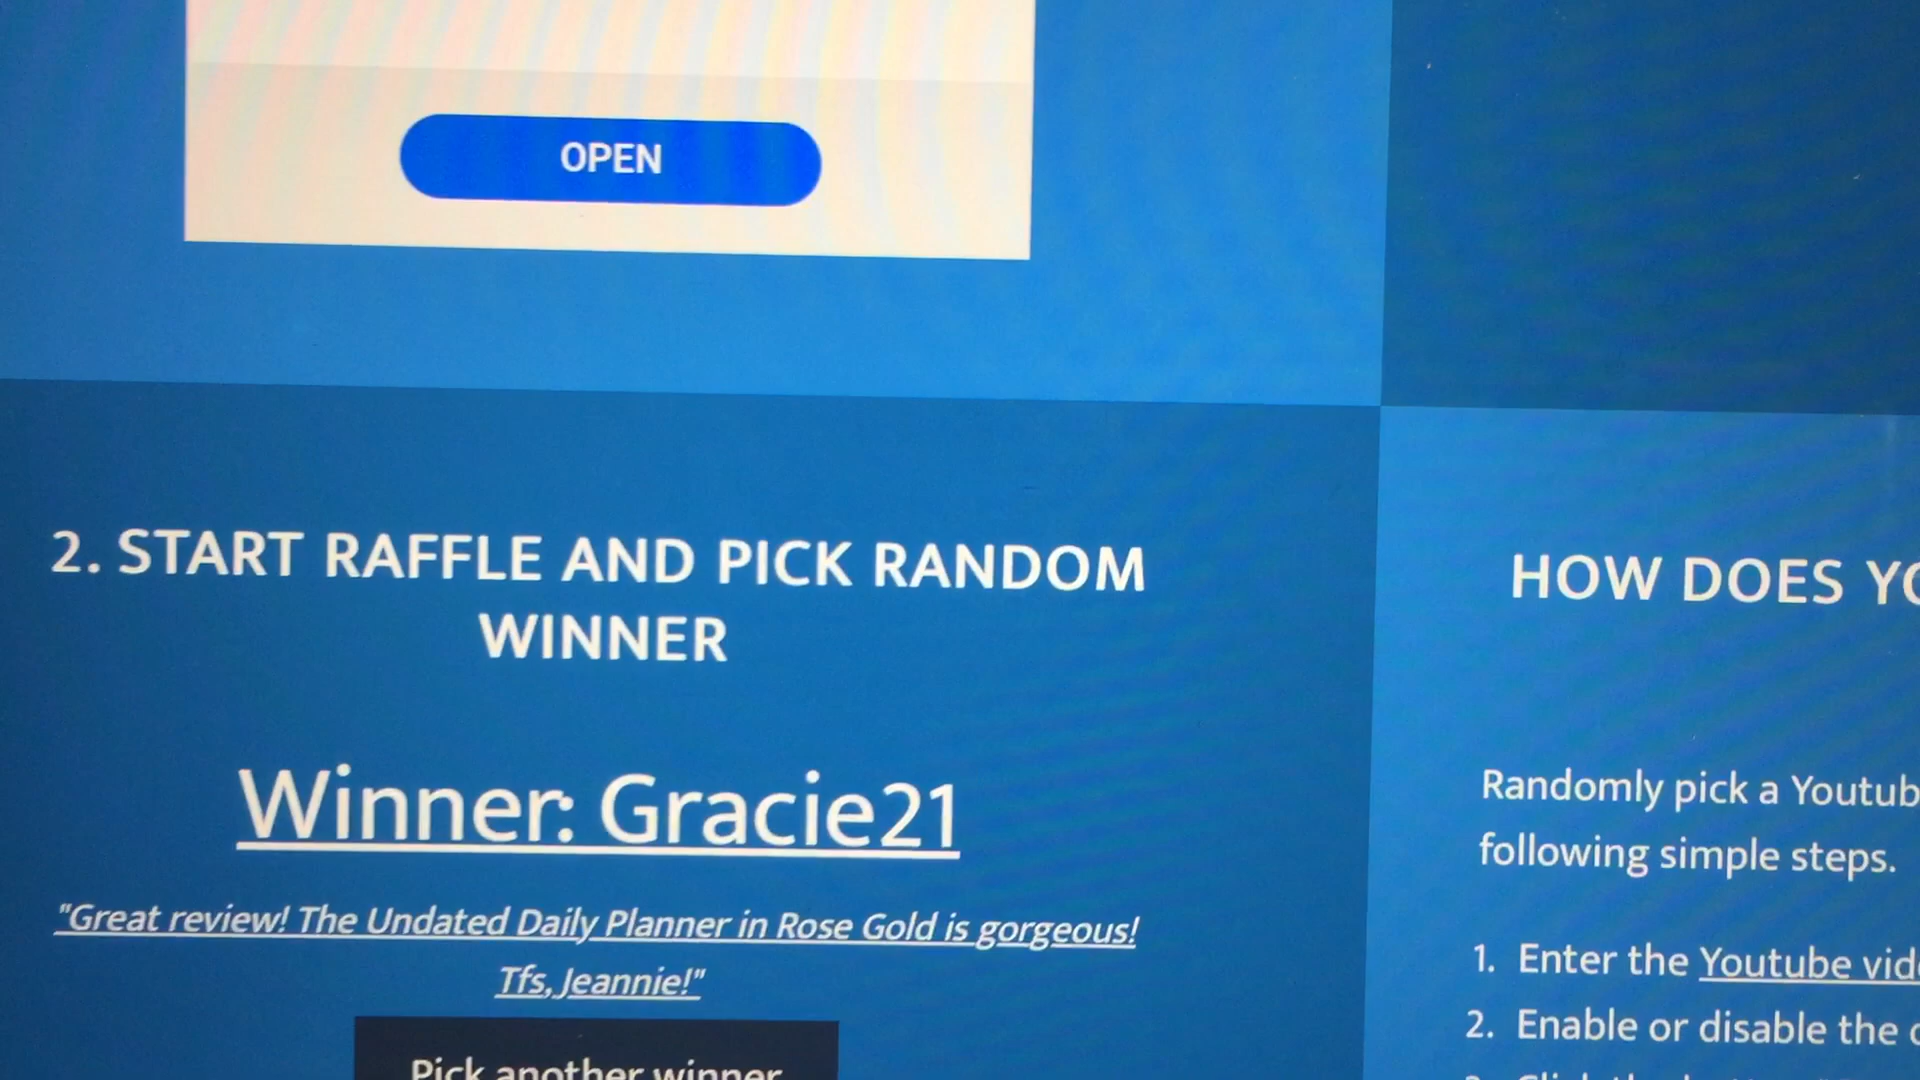 OPEN
2. START RAFFLE AND PICK RANDOM
WINNER
Winner: Gracie21
"Great review! The Undated Daily Planner in Rose Gold is gorgeous!
Tfs, Jeannie!"
Pick another winner
HOW DOES
Randomly pick a
following simple steps.
1. Enter the Youtube
2. Enable or disable the